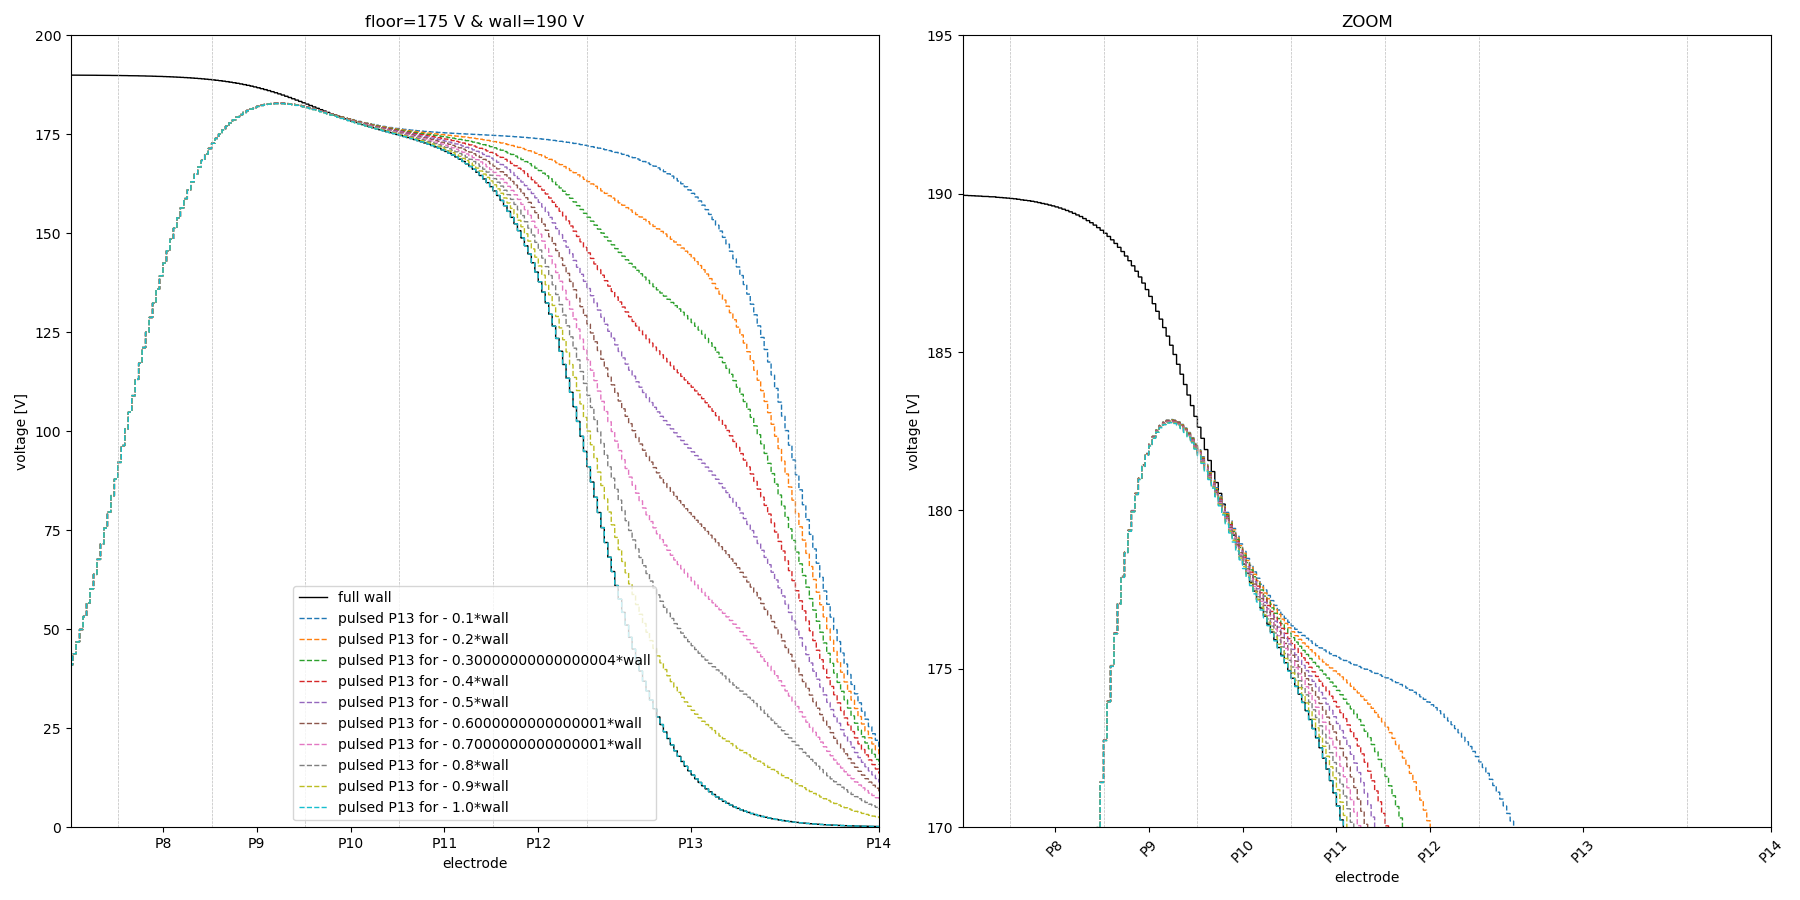 floor=175 V & wall=190 V
voltage [V]
200
175
150
125
100
75
50
25
0
full wall
pulsed P13 for - 0.1*wall
pulsed P13 for - 0.2*wall
pulsed P13 for - 0.30000000000000004*wall
pulsed P13 for - 0.4*wall
pulsed P13 for - 0.5*wall
pulsed P13 for - 0.6000000000000001*wall
pulsed P13 for - 0.7000000000000001*wall
pulsed P13 for - 0.8*wall
pulsed P13 for - 0.9*wall
pulsed P13 for - 1.0*wall
P8 P9 P10 P11 P12 P13 P14
electrode
ZOOM
voltage [V]
195
190
185
180
175
170
P8 P9 P10 P11 P12 P13 P14
electrode